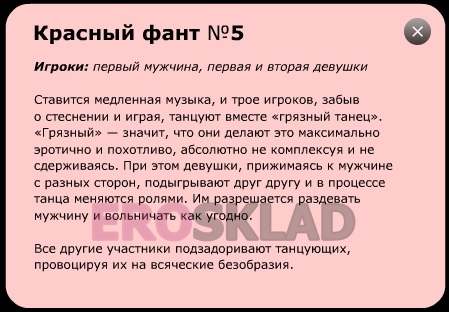 Красный фант №5
Игроки: первый мужчина, первая и вторая девушки
Ставится медленная музыка, и трое игроков, забыв
о стеснении и играя, танцуют вместе «грязный танец».
«Грязный» — значит, что они делают это максимально
эротично и похотливо, абсолютно не комплексуя и не
сдерживаясь. При этом девушки, прижимаясь к мужчине
с разных сторон, подыгрывают друг другу и в процессе
танца меняются ролями. Им разрешается раздевать
мужчину и вольничать как угодно.
EROSKLAD
Все другие участники подзадоривают танцующих,
провоцируя их на всяческие безобразия.